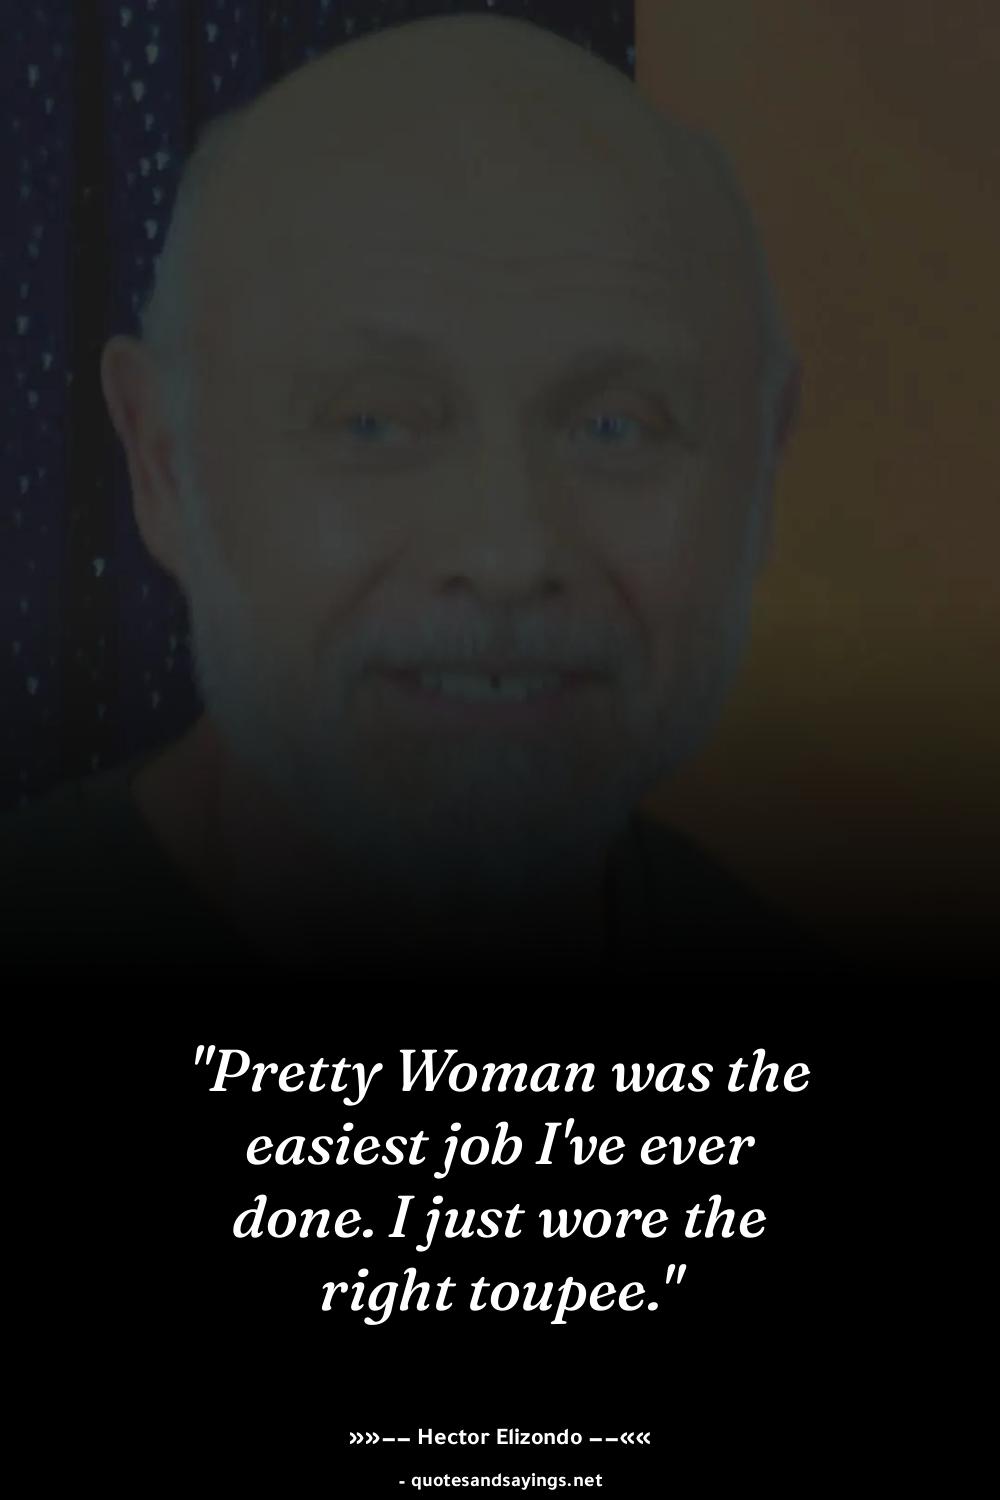 "Pretty Woman was the
easiest job I've ever
done. I just wore the
right toupee."
»»−− Hector Elizondo −−««
- quotesandsayings.net